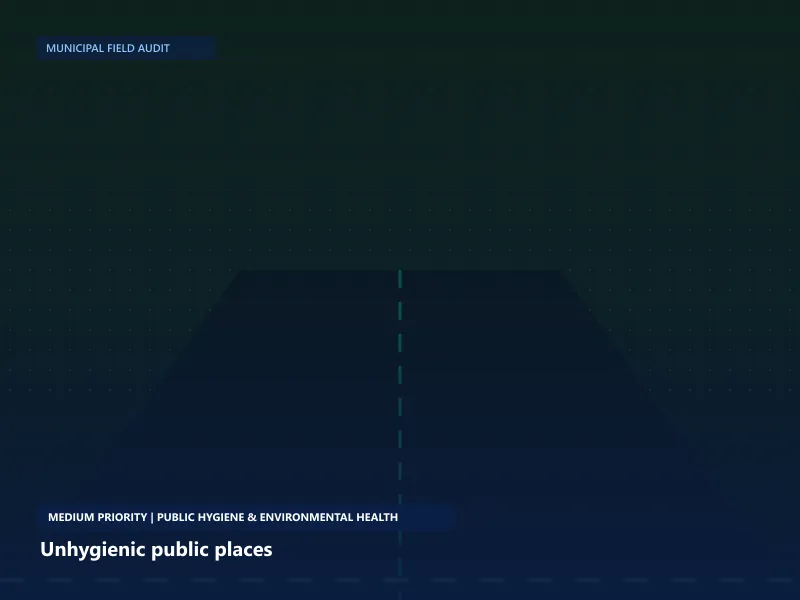 MUNICIPAL FIELD AUDIT
MEDIUM PRIORITY | PUBLIC HYGIENE & ENVIRONMENTAL HEALTH
Unhygienic public places